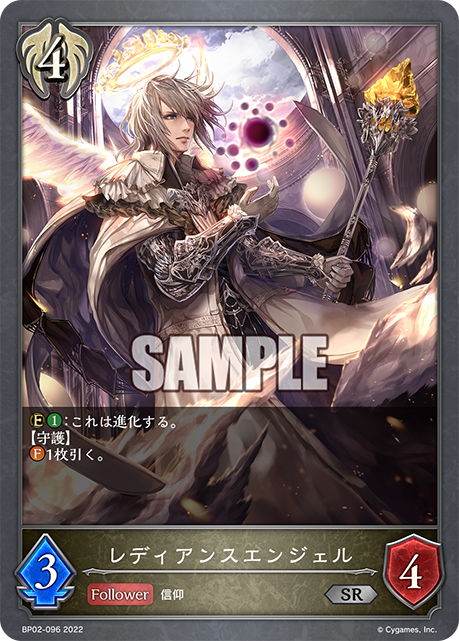 4
SAMPLE
E 1:これは進化する。
【守護】
F 1枚引く。
レディアンスエンジェル
3
Follower 信仰
SR
4
BP02-096 2022
© Cygames, Inc.